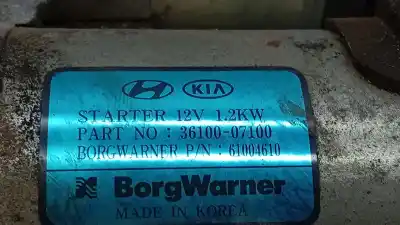 KIA
STARTER 12V 1.2KW
PART NO : 36100-07100
BORGWARNER P/N : 61004610
BorgWarner
MADE IN KOREA